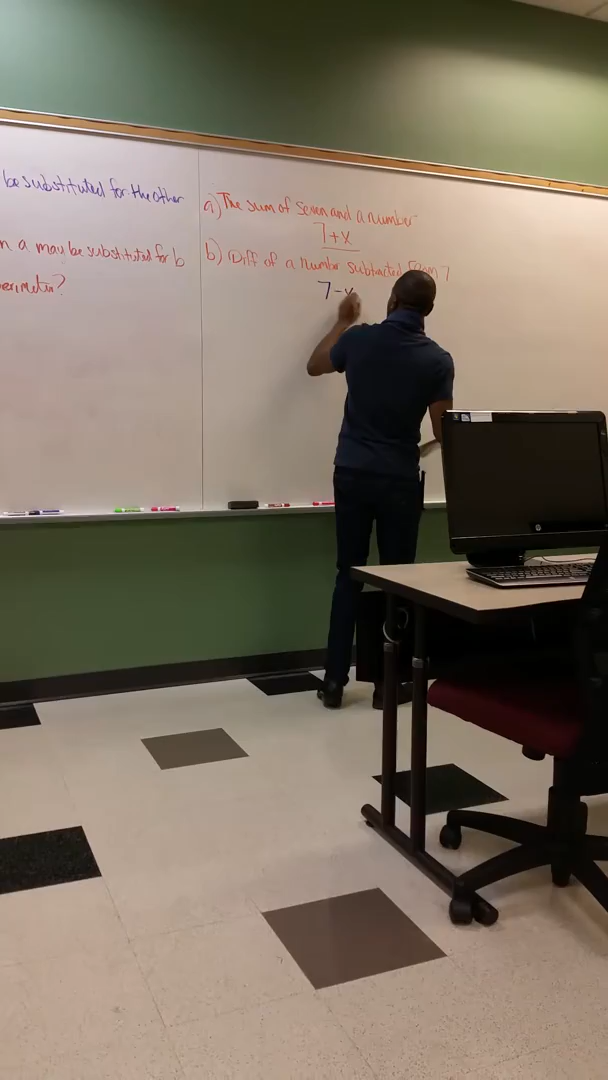 be substituted for the other
a may be substituted for b
a) The sum of Seven and a number
7+x
b) Diff of a number subtracted From 7
7-x
hp